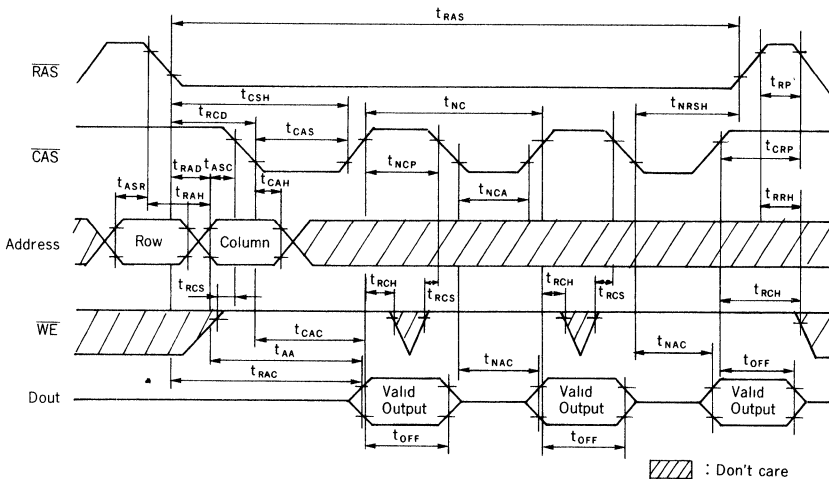 tRAS
RAS
tCSH
tNC
tNRSH
tRP
tRCD
tCAS
CAS
tRAD
tASC
tNCP
tCRP
tASR
tRAH
tCAH
tNCA
tRRH
Address
Row
Column
tRCS
tRCH
tRCS
tRCH
tRCS
tRCH
WE
tCAC
tAA
tNAC
tNAC
tOFF
tRAC
Dout
Valid Output
Valid Output
Valid Output
tOFF
tOFF
: Don't care